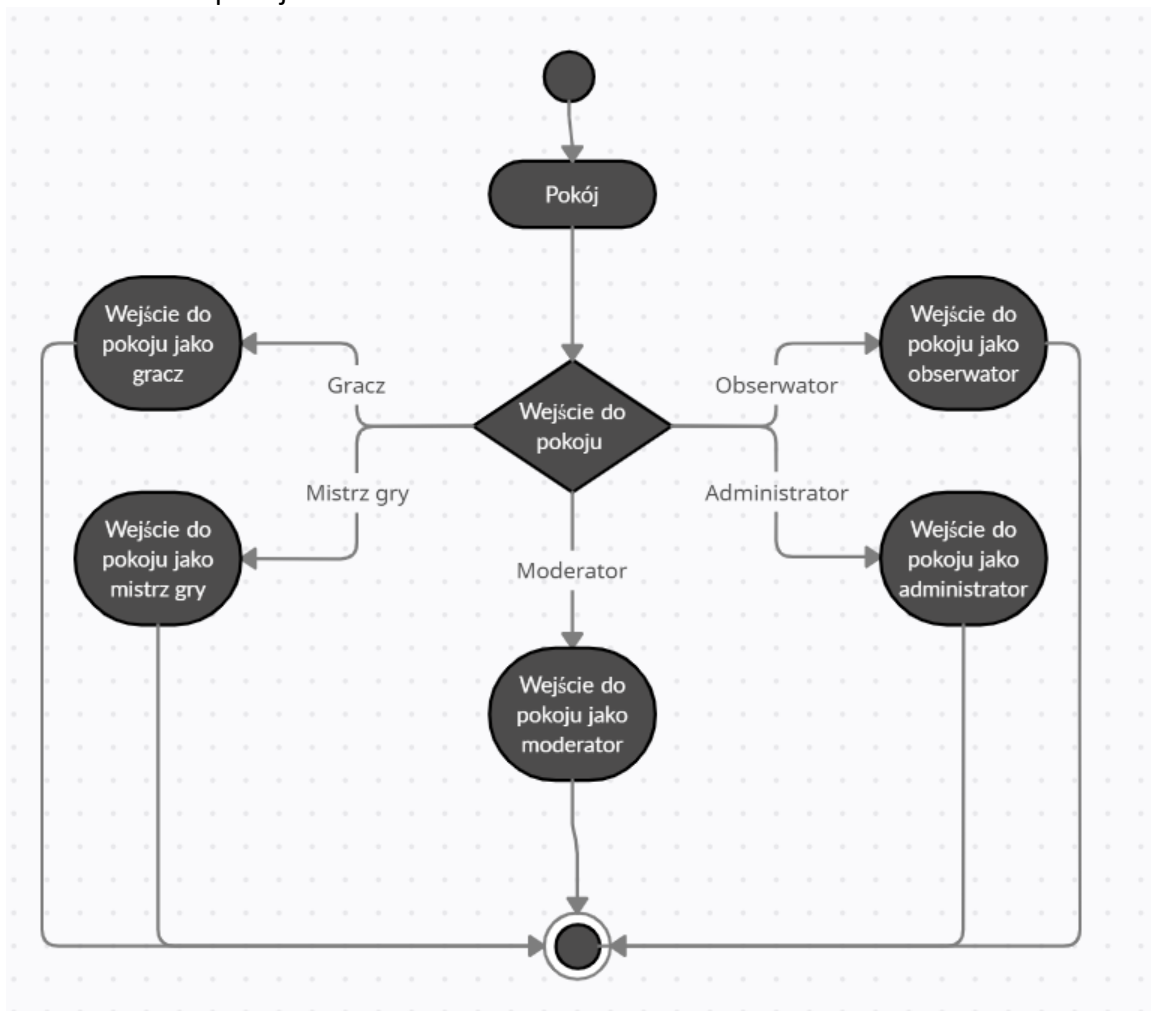 Pokój
Wejście do
pokoju jako
gracz
Wejście do
pokoju jako
obserwator
Gracz
Obserwator
Wejście do
pokoju
Mistrz gry
Administrator
Wejście do
pokoju jako
mistrz gry
Wejście do
pokoju jako
administrator
Moderator
Wejście do
pokoju jako
moderator